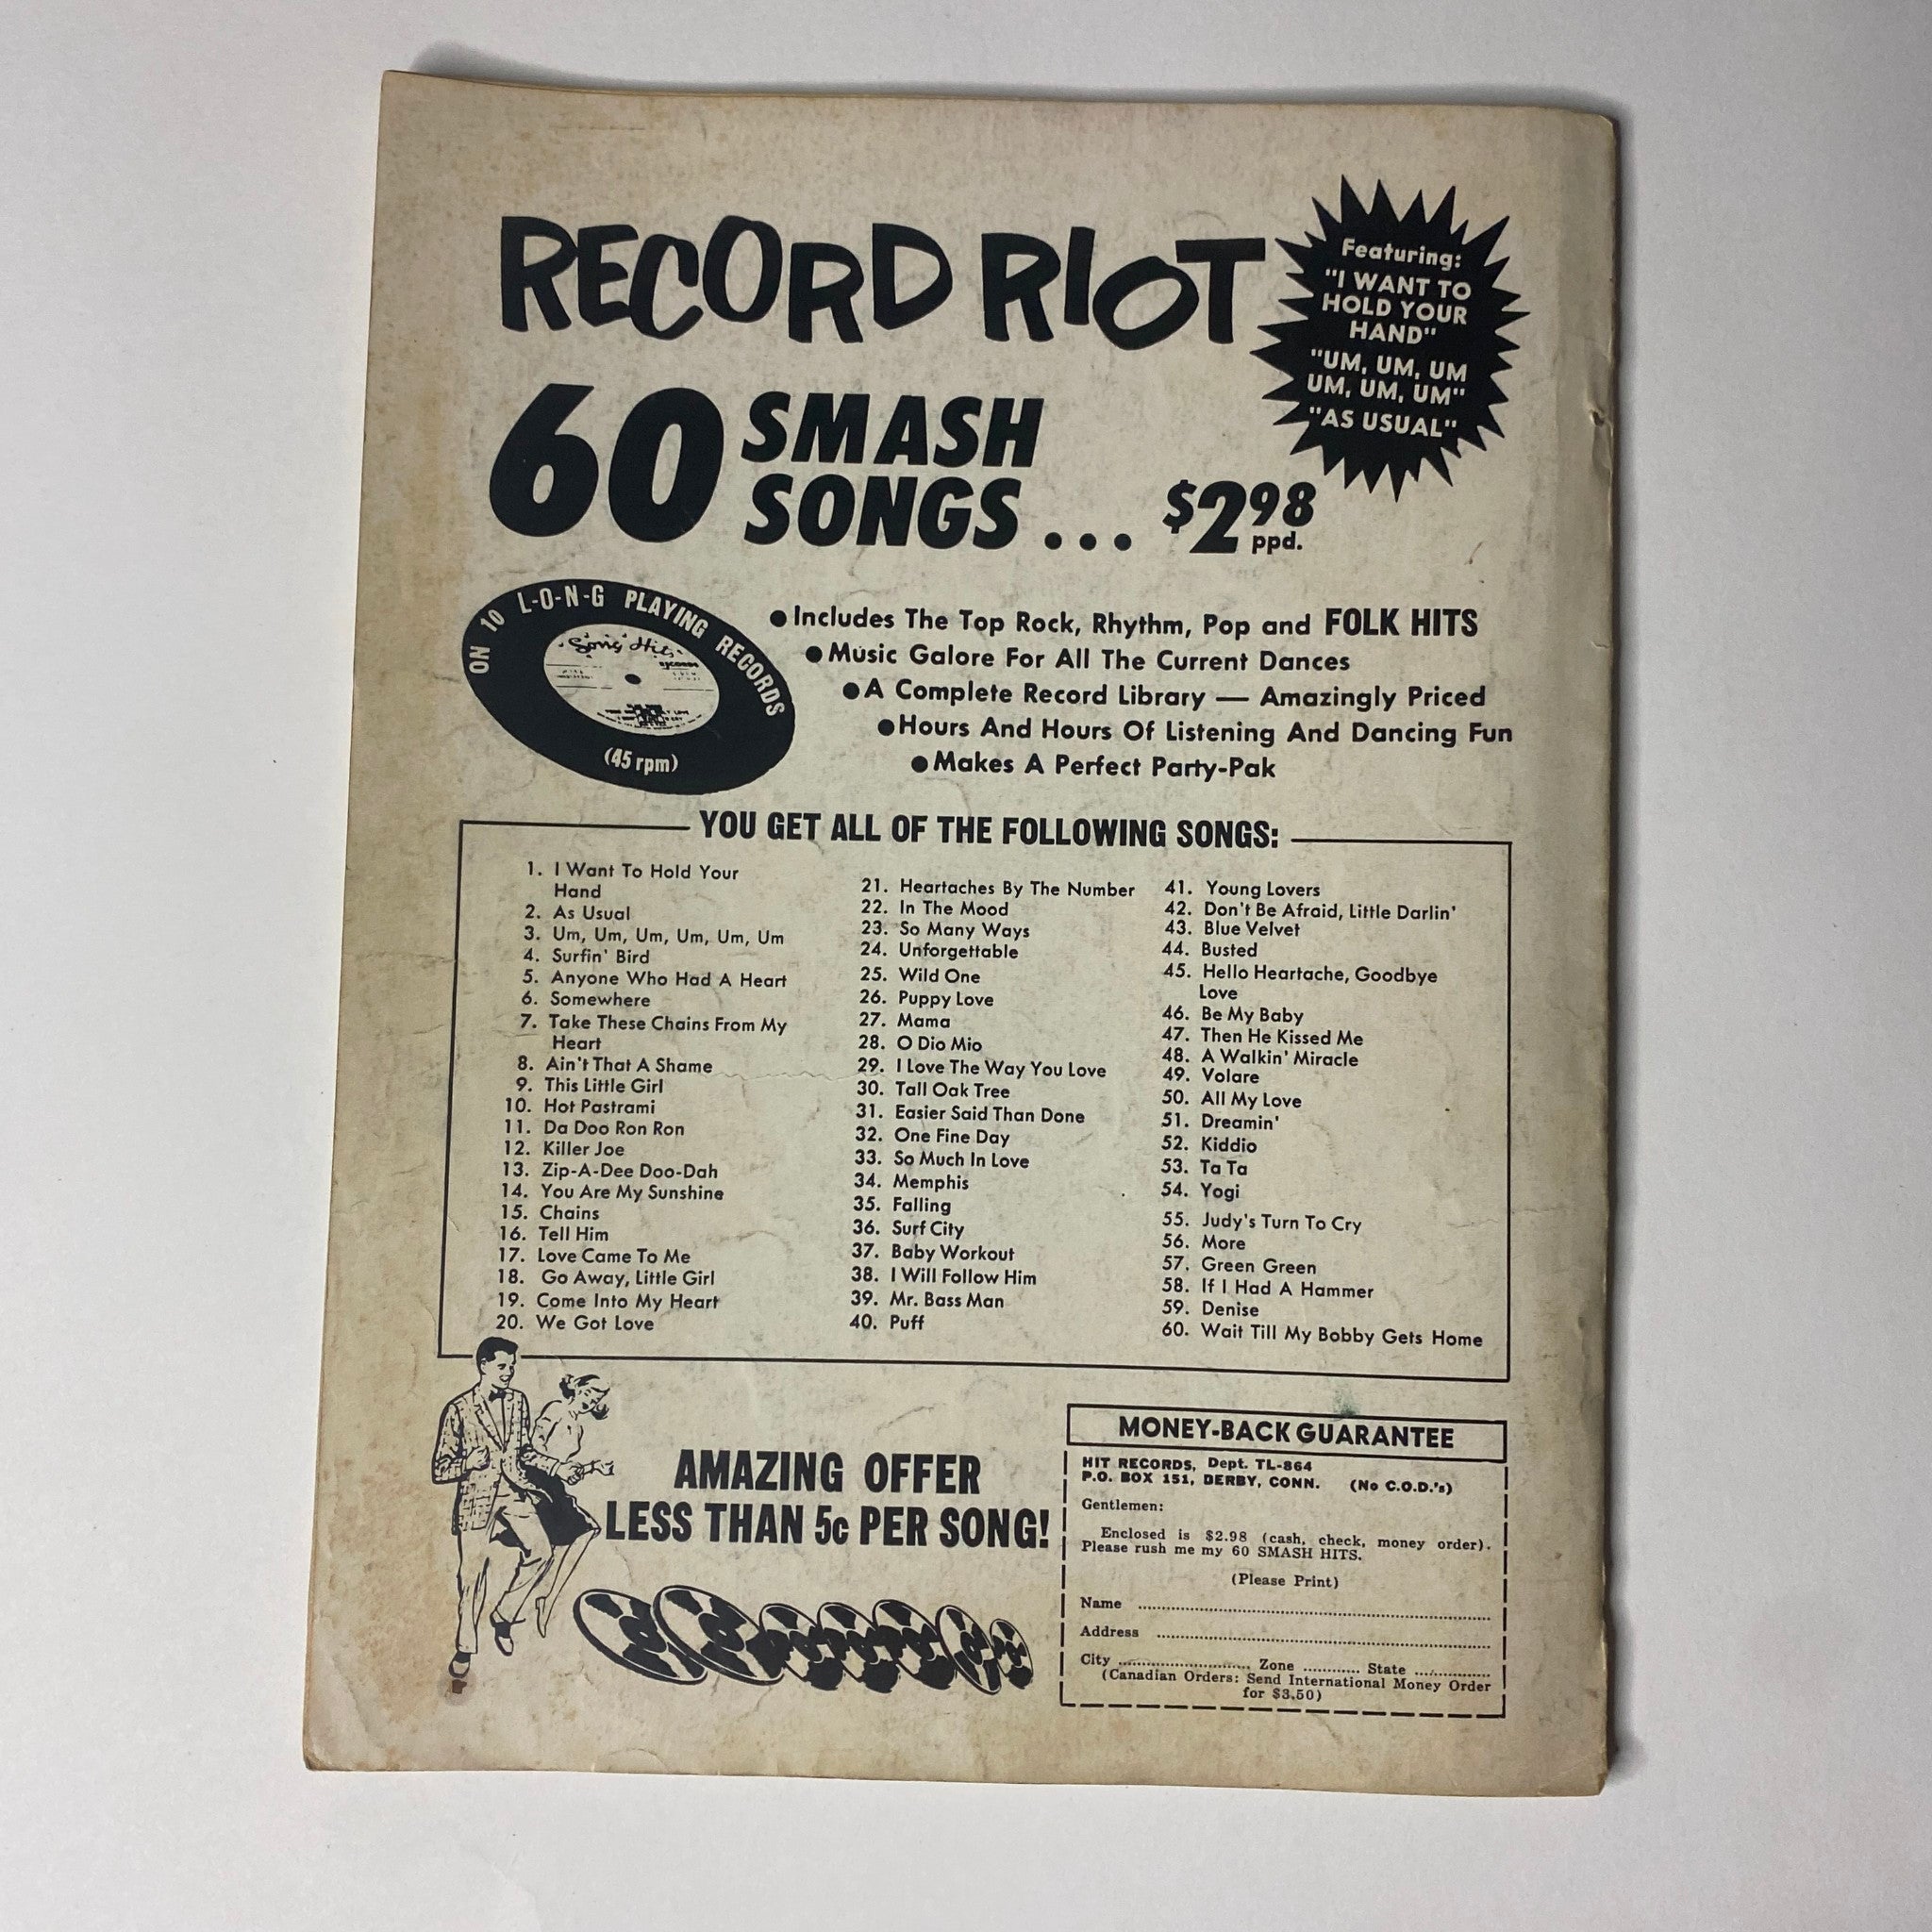 RECORD RIOT
Featuring:
"I WANT TO
HOLD YOUR
HAND"
"UM, UM, UM
UM, UM, UM"
"AS USUAL"
60 SMASH
SONGS... $2 98
ppd.
ON 10 L-O-N-G PLAYING RECORDS
Song Hits
RECORDS
(45 rpm)
●Includes The Top Rock, Rhythm, Pop and FOLK HITS
●Music Galore For All The Current Dances
●A Complete Record Library — Amazingly Priced
●Hours And Hours Of Listening And Dancing Fun
●Makes A Perfect Party-Pak
YOU GET ALL OF THE FOLLOWING SONGS:
1. I Want To Hold Your
Hand
2. As Usual
3. Um, Um, Um, Um, Um, Um
4. Surfin' Bird
5. Anyone Who Had A Heart
6. Somewhere
7. Take These Chains From My
Heart
8. Ain't That A Shame
9. This Little Girl
10. Hot Pastrami
11. Da Doo Ron Ron
12. Killer Joe
13. Zip-A-Dee Doo-Dah
14. You Are My Sunshine
15. Chains
16. Tell Him
17. Love Came To Me
18. Go Away, Little Girl
19. Come Into My Heart
20. We Got Love
21. Heartaches By The Number
22. In The Mood
23. So Many Ways
24. Unforgettable
25. Wild One
26. Puppy Love
27. Mama
28. O Dio Mio
29. I Love The Way You Love
30. Tall Oak Tree
31. Easier Said Than Done
32. One Fine Day
33. So Much In Love
34. Memphis
35. Falling
36. Surf City
37. Baby Workout
38. I Will Follow Him
39. Mr. Bass Man
40. Puff
41. Young Lovers
42. Don't Be Afraid, Little Darlin'
43. Blue Velvet
44. Busted
45. Hello Heartache, Goodbye
Love
46. Be My Baby
47. Then He Kissed Me
48. A Walkin' Miracle
49. Volare
50. All My Love
51. Dreamin'
52. Kiddio
53. Ta Ta
54. Yogi
55. Judy's Turn To Cry
56. More
57. Green Green
58. If I Had A Hammer
59. Denise
60. Wait Till My Bobby Gets Home
AMAZING OFFER
LESS THAN 5c PER SONG!
MONEY-BACK GUARANTEE
HIT RECORDS, Dept. TL-864
P.O. BOX 151, DERBY, CONN. (No C.O.D.'s)
Gentlemen:
Enclosed is $2.98 (cash, check, money order).
Please rush me my 60 SMASH HITS.
(Please Print)
Name
Address
City Zone State
(Canadian Orders: Send International Money Order
for $3.50)